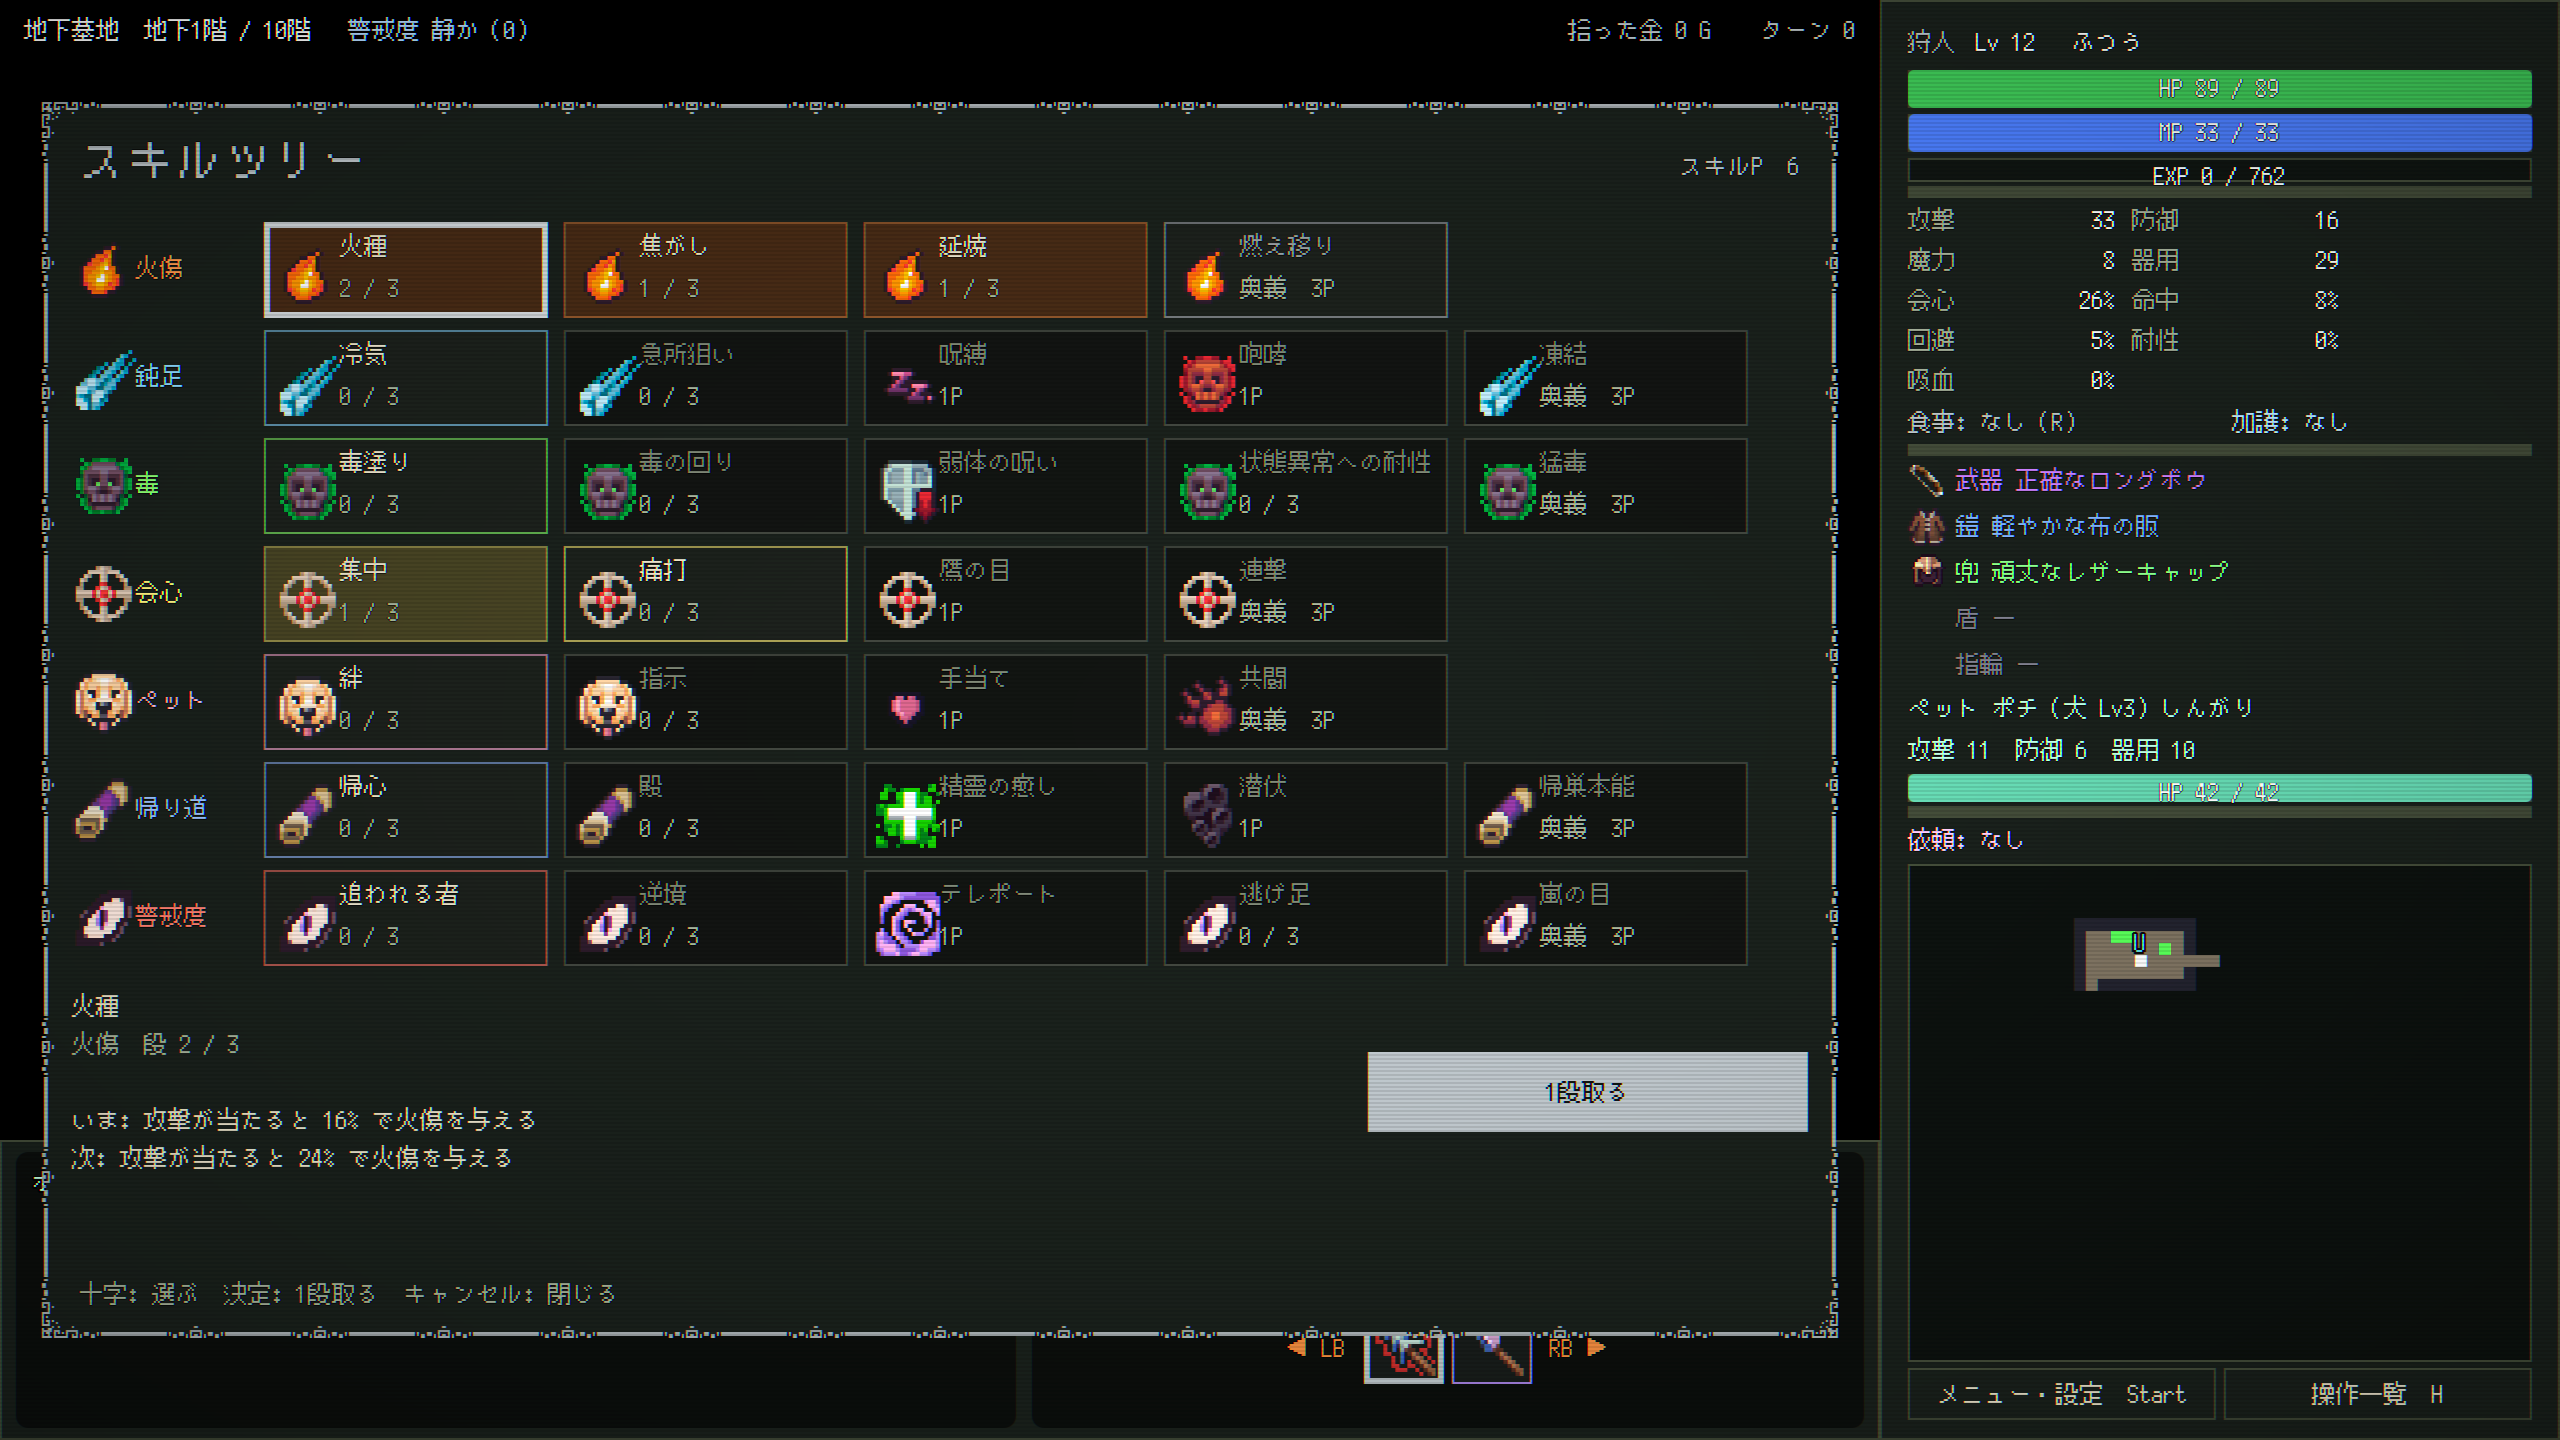 地下墓地 地下1階 / 10階 警戒度 静か (0)
拾った金 0 G ターン 0
スキルツリー
スキルP 6
火傷
火種
2 / 3
焦がし
1 / 3
延焼
1 / 3
燃え移り
奥義 3P
鈍足
冷気
0 / 3
急所狙い
0 / 3
呪縛
1P
咆哮
1P
凍結
奥義 3P
毒
毒塗り
0 / 3
毒の回り
0 / 3
弱体の呪い
1P
状態異常への耐性
0 / 3
猛毒
奥義 3P
会心
集中
1 / 3
痛打
0 / 3
鷹の目
1P
連撃
奥義 3P
ペット
絆
0 / 3
指示
0 / 3
手当て
1P
共闘
奥義 3P
帰り道
帰心
0 / 3
殿
0 / 3
精霊の癒し
1P
潜伏
1P
帰巣本能
奥義 3P
警戒度
追われる者
0 / 3
逆境
0 / 3
テレポート
1P
逃げ足
0 / 3
嵐の目
奥義 3P
火種
火傷 段 2 / 3
いま: 攻撃が当たると 16% で火傷を与える
次: 攻撃が当たると 24% で火傷を与える
1段取る
十字: 選ぶ 決定: 1段取る キャンセル: 閉じる
◀ LB
RB ▶
狩人 Lv 12 ふつう
HP 89 / 89
MP 33 / 33
EXP 0 / 762
攻撃 33 防御 16
魔力 8 器用 29
会心 26% 命中 8%
回避 5% 耐性 0%
吸血 0%
食事: なし (R) 加護: なし
武器 正確なロングボウ
鎧 軽やかな布の服
兜 頑丈なレザーキャップ
盾 —
指輪 —
ペット ポチ (犬 Lv3) しんがり
攻撃 11 防御 6 器用 10
HP 42 / 42
依頼: なし
メニュー・設定 Start
操作一覧 H